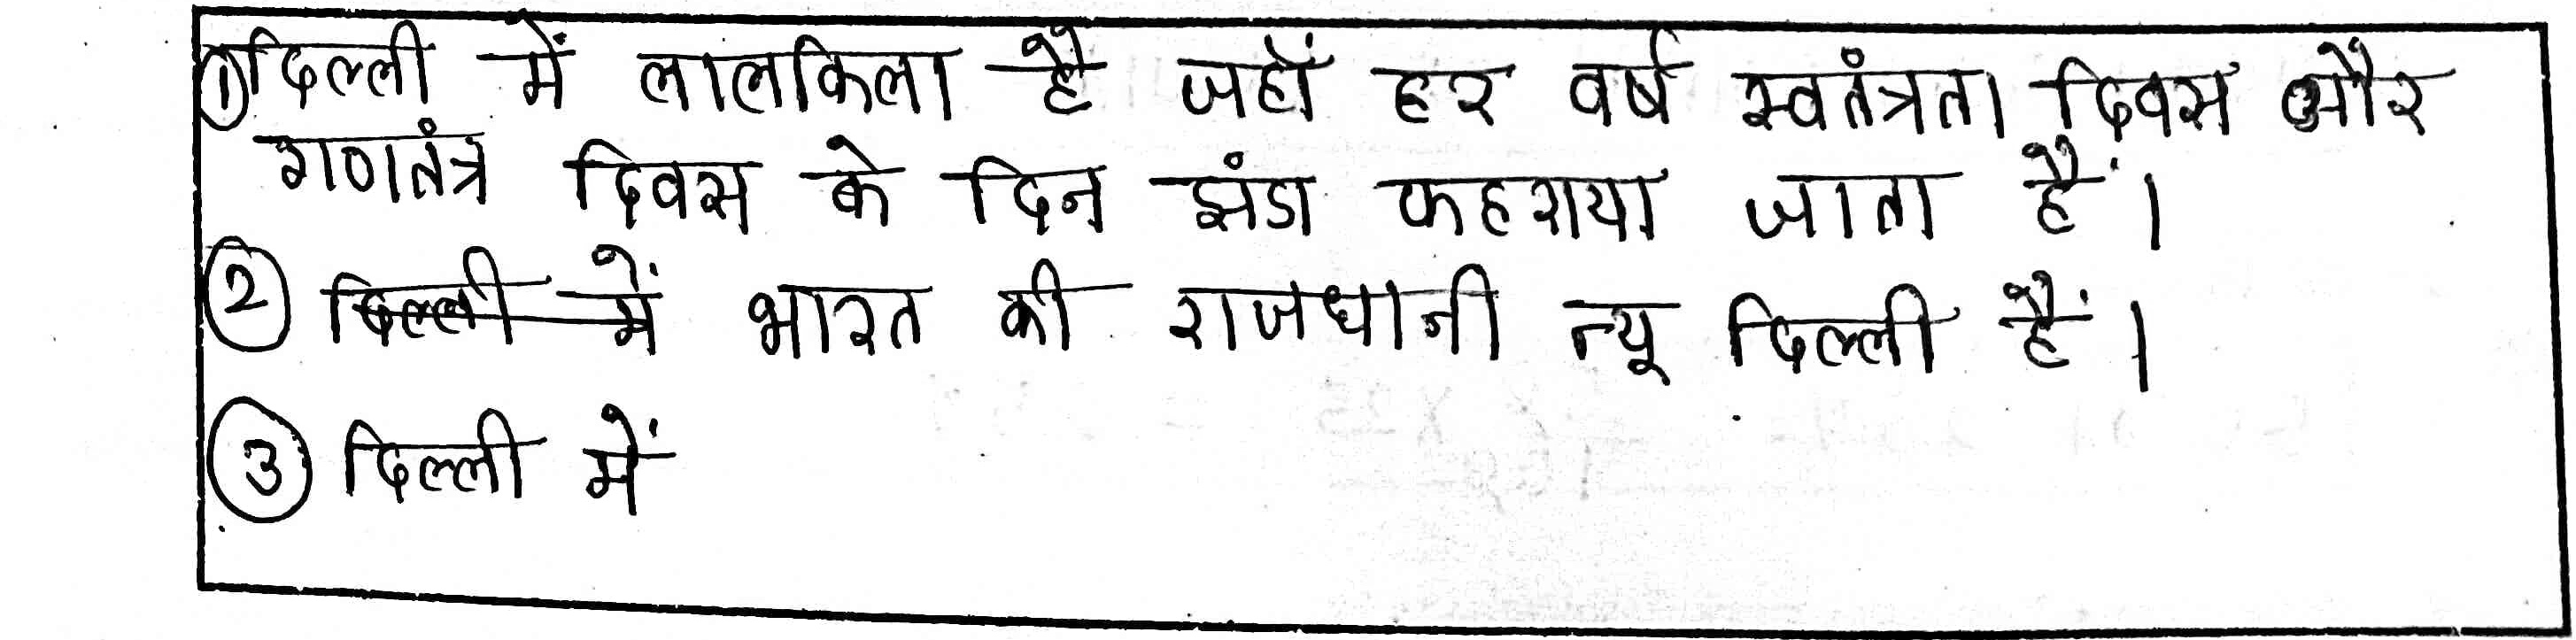 ① दिल्ली में लालकिला है जहाँ हर वर्ष स्वतंत्रता दिवस और
गणतंत्र दिवस के दिन झंडा फहराया जाता हैं।
② दिल्ली में भारत की राजधानी न्यू दिल्ली हैं।
③ दिल्ली में